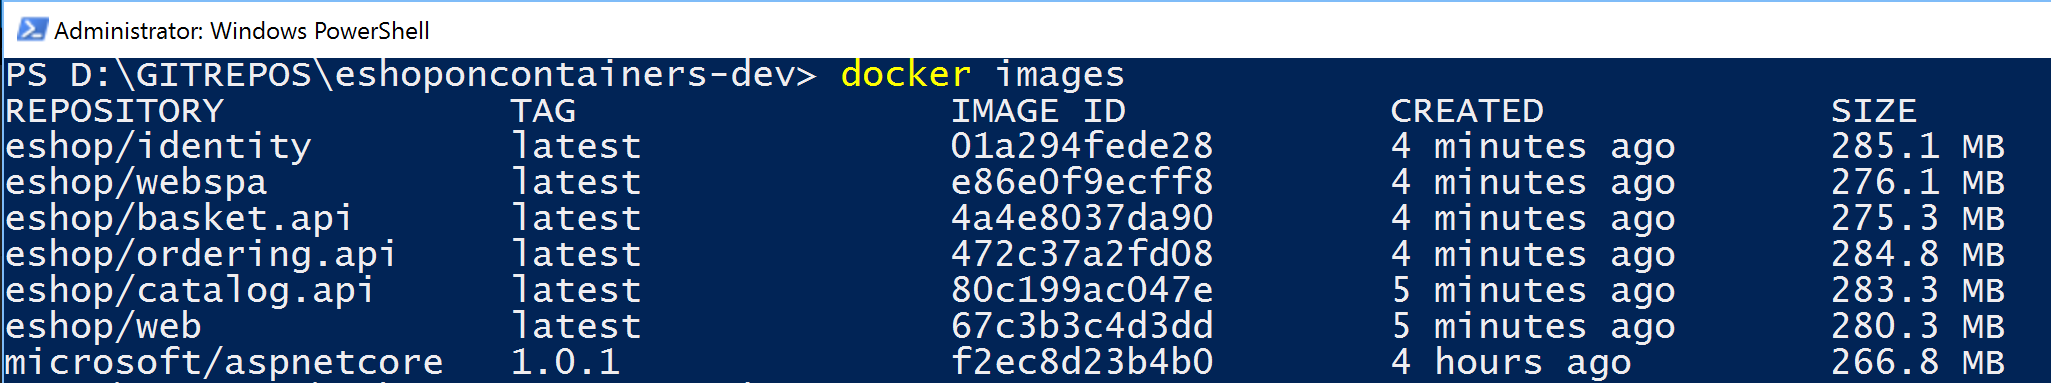 Administrator: Windows PowerShell
PS D:\GITREPOS\eshoponcontainers-dev> docker images
REPOSITORY TAG IMAGE ID CREATED SIZE
eshop/identity latest 01a294fede28 4 minutes ago 285.1 MB
eshop/webspa latest e86e0f9ecff8 4 minutes ago 276.1 MB
eshop/basket.api latest 4a4e8037da90 4 minutes ago 275.3 MB
eshop/ordering.api latest 472c37a2fd08 4 minutes ago 284.8 MB
eshop/catalog.api latest 80c199ac047e 5 minutes ago 283.3 MB
eshop/web latest 67c3b3c4d3dd 5 minutes ago 280.3 MB
microsoft/aspnetcore 1.0.1 f2ec8d23b4b0 4 hours ago 266.8 MB